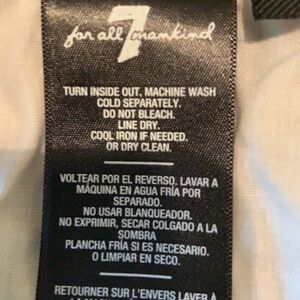 for all 7 mankind
TURN INSIDE OUT. MACHINE WASH
COLD SEPARATELY.
DO NOT BLEACH.
LINE DRY.
COOL IRON IF NEEDED.
OR DRY CLEAN.
VOLTEAR POR EL REVERSO. LAVAR A
MÁQUINA EN AGUA FRÍA POR
SEPARADO.
NO USAR BLANQUEADOR.
NO EXPRIMIR, SECAR COLGADO A LA
SOMBRA
PLANCHA FRÍA SI ES NECESARIO.
O LIMPIAR EN SECO.
RETOURNER SUR L'ENVERS LAVER À